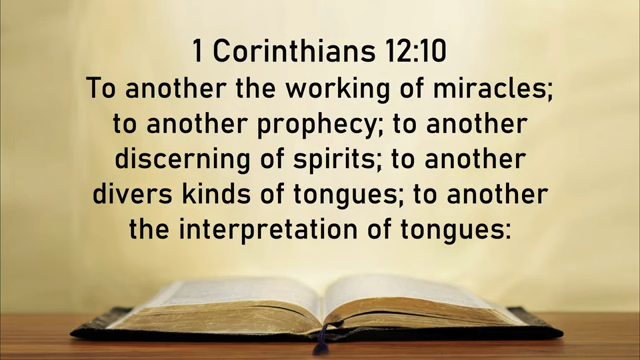 1 Corinthians 12:10
To another the working of miracles;
to another prophecy; to another
discerning of spirits; to another
divers kinds of tongues; to another
the interpretation of tongues: